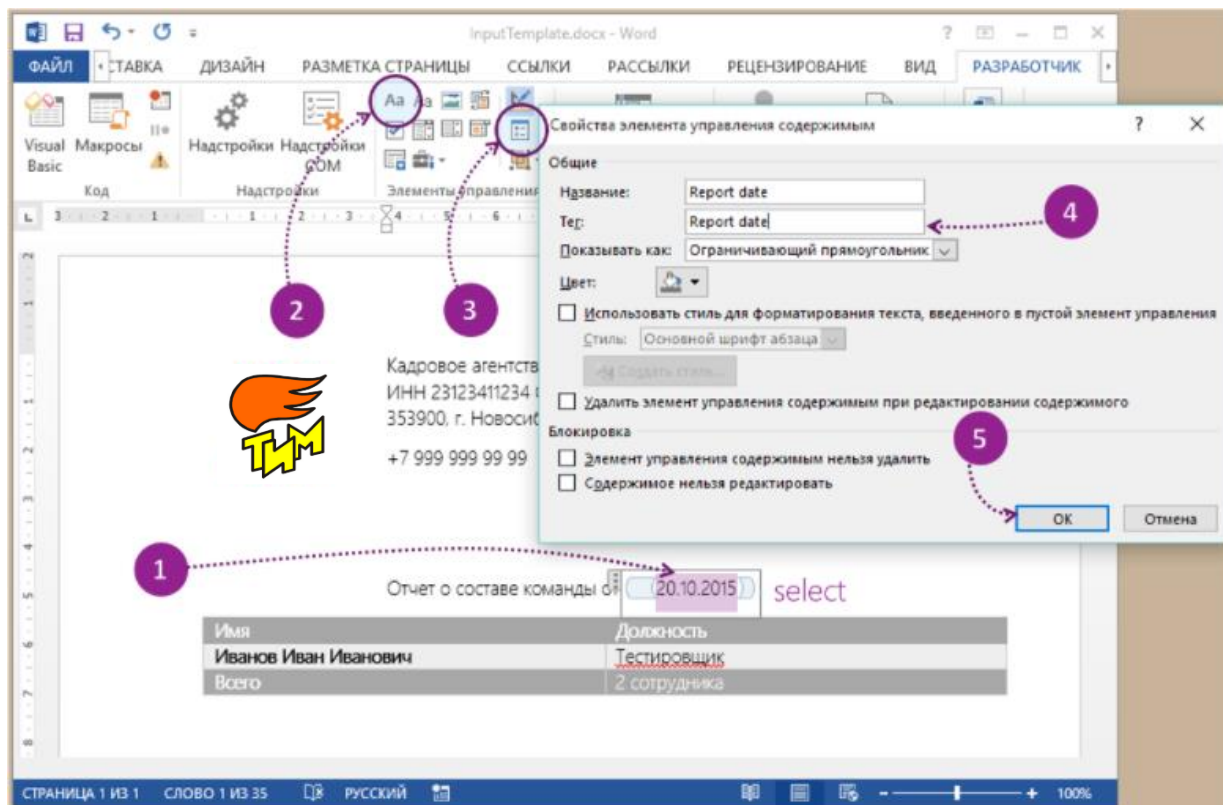 InputTemplate.docx - Word
ФАЙЛ СТАВКА ДИЗАЙН РАЗМЕТКА СТРАНИЦЫ ССЫЛКИ РАССЫЛКИ РЕЦЕНЗИРОВАНИЕ ВИД РАЗРАБОТЧИК
Aa Aa
Visual Basic
Макросы
Надстройки
Надстройки COM
Код
Надстройки
Элементы управления
Свойства элемента управления содержимым ?
Общие
Название: Report date
Тег: Report date
4
Показывать как: Ограничивающий прямоугольник
Цвет:
Использовать стиль для форматирования текста, введенного в пустой элемент управления
Стиль: Основной шрифт абзаца
Создать стиль...
Удалить элемент управления содержимым при редактировании содержимого
Блокировка
5
Элемент управления содержимым нельзя удалить
Содержимое нельзя редактировать
ОК Отмена
2
3
ТИМ
Кадровое агентств
ИНН 23123411234
353900, г. Новосиб
+7 999 999 99 99
1
Отчет о составе команды о 20.10.2015 select
Имя Должность
Иванов Иван Иванович Тестировщик
Всего 2 сотрудника
СТРАНИЦА 1 ИЗ 1 СЛОВО 1 ИЗ 35 РУССКИЙ 100%